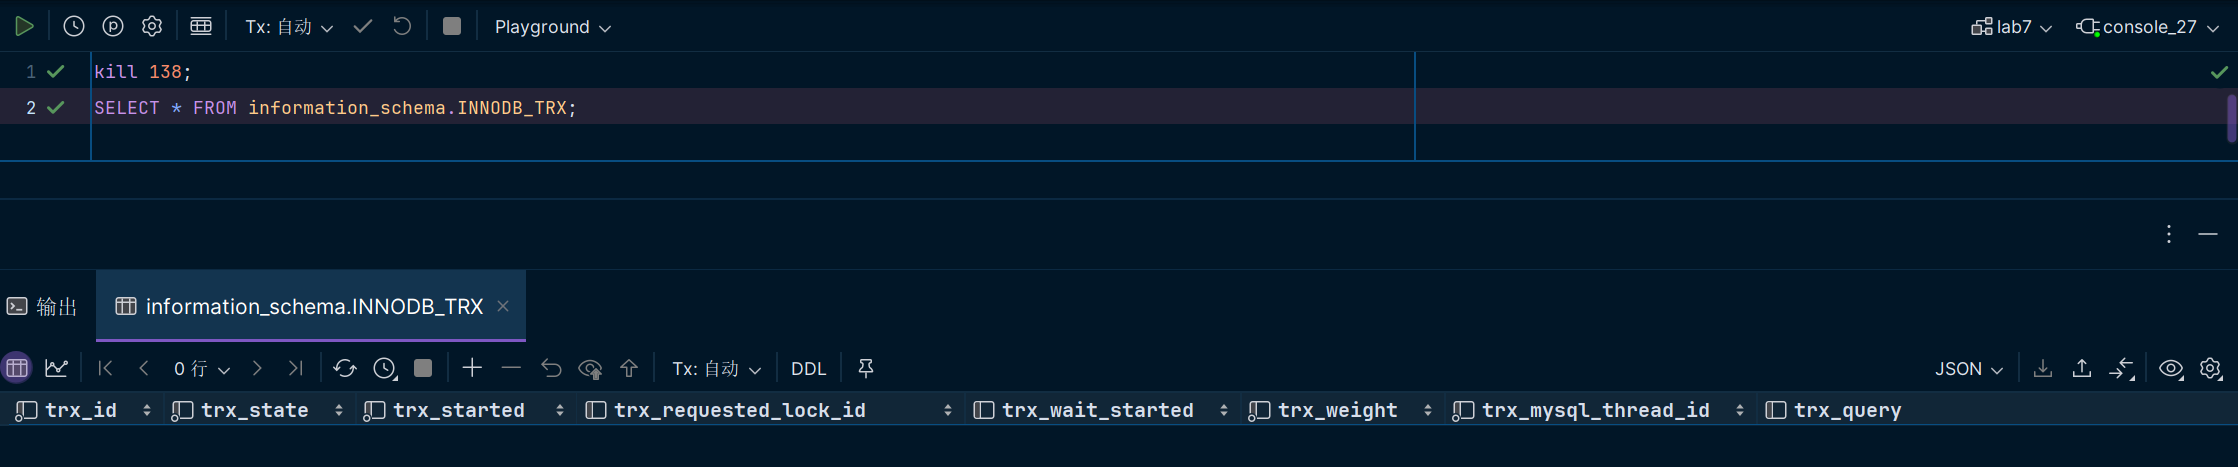 Tx: 自动 Playground lab7 console_27
1 kill 138;
2 SELECT * FROM information_schema.INNODB_TRX;
输出 information_schema.INNODB_TRX
0 行 Tx: 自动 DDL JSON
trx_id trx_state trx_started trx_requested_lock_id trx_wait_started trx_weight trx_mysql_thread_id trx_query